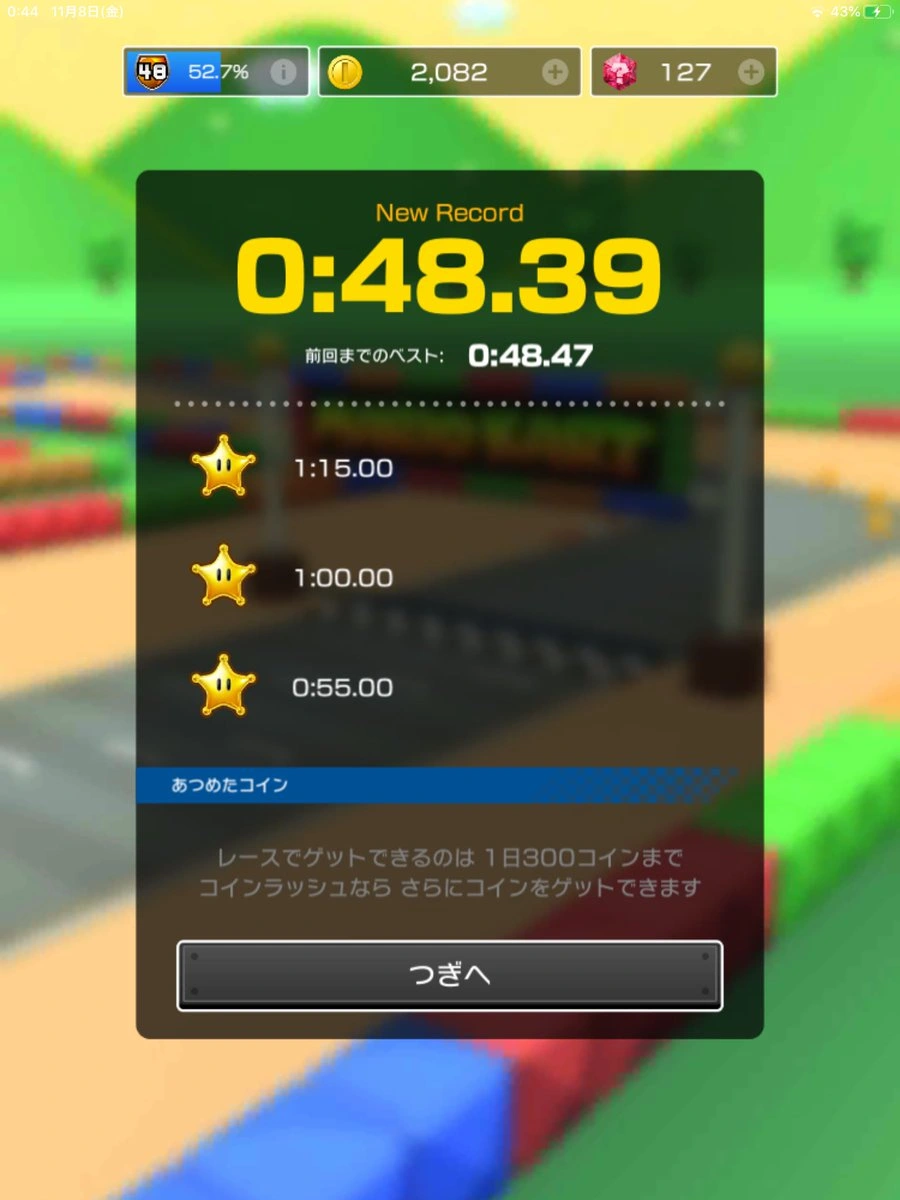 0:44 11月8日(金) 43%
48 52.7% 2,082 127
New Record
0:48.39
前回までのベスト: 0:48.47
MARIO KART
1:15.00
1:00.00
0:55.00
あつめたコイン
レースでゲットできるのは 1日300コインまで
コインラッシュなら さらにコインをゲットできます
つぎへ